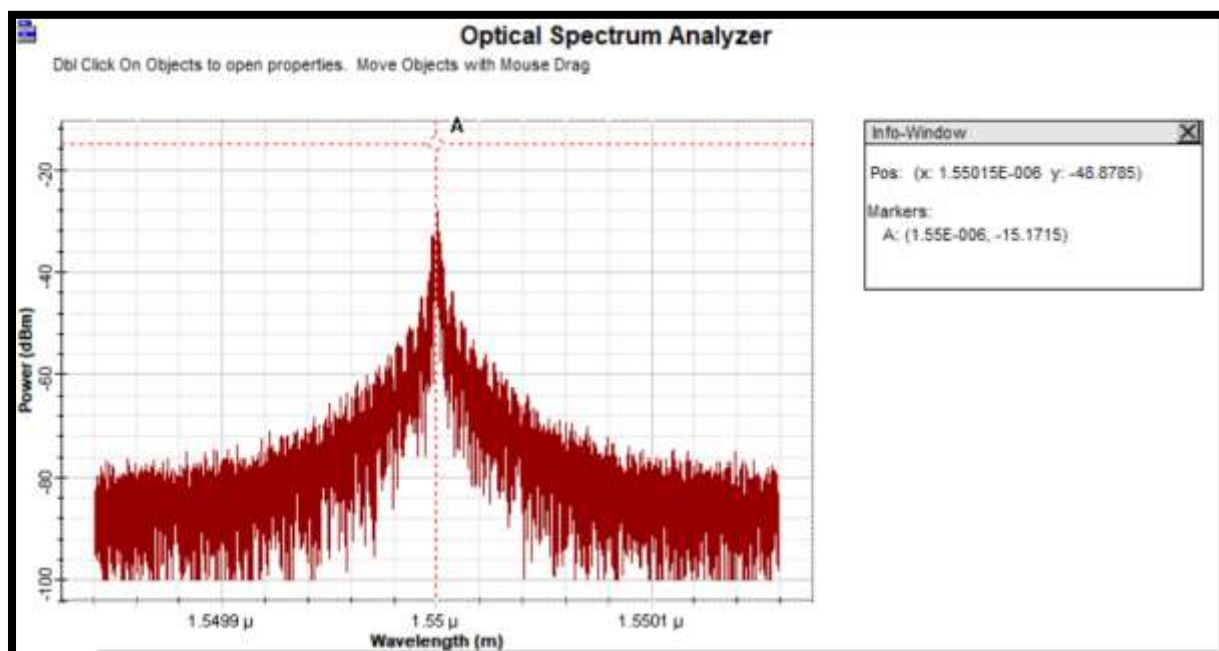 Optical Spectrum Analyzer
Dbl Click On Objects to open properties.  Move Objects with Mouse Drag
A
Info-Window
Pos:  (x: 1.55015E-006  y: -48.8785)
Markers:
A: (1.55E-006, -15.1715)
Power (dBm)
-20
-40
-60
-80
-100
1.5499 µ
1.55 µ
1.5501 µ
Wavelength (m)